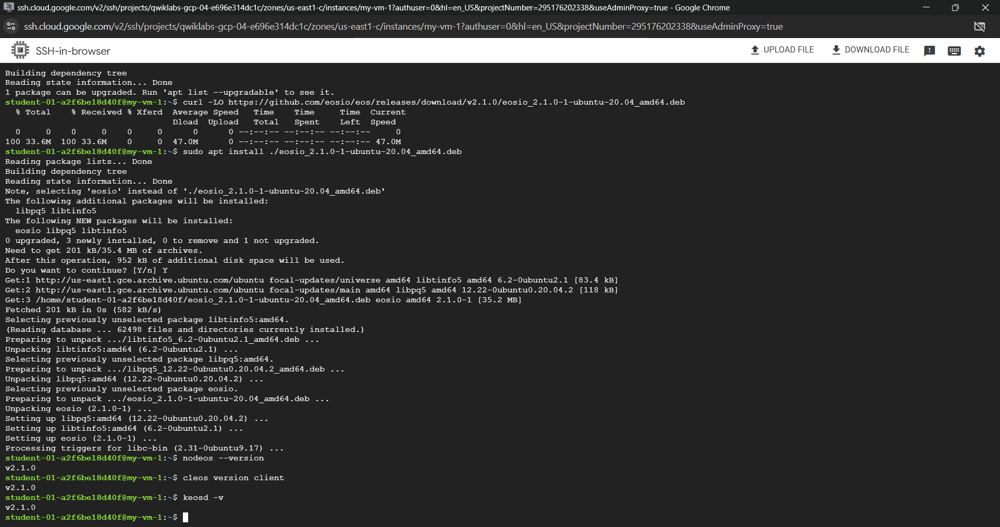 ssh.cloud.google.com/v2/ssh/projects/qwiklabs-gcp-04-e696e314dc1c/zones/us-east1-c/instances/my-vm-1?authuser=0&hl=en_US&projectNumber=295176202338&useAdminProxy=true - Google Chrome
ssh.cloud.google.com/v2/ssh/projects/qwiklabs-gcp-04-e696e314dc1c/zones/us-east1-c/instances/my-vm-1?authuser=0&hl=en_US&projectNumber=295176202338&useAdminProxy=true
SSH-in-browser UPLOAD FILE DOWNLOAD FILE
Building dependency tree
Reading state information... Done
1 package can be upgraded. Run 'apt list --upgradable' to see it.
student-01-a2f6be18d40f@my-vm-1:~$ curl -LO https://github.com/eosio/eos/releases/download/v2.1.0/eosio_2.1.0-1-ubuntu-20.04_amd64.deb
  % Total    % Received % Xferd  Average Speed   Time    Time     Time  Current
                                 Dload  Upload   Total   Spent    Left  Speed
  0     0    0     0    0     0      0      0 --:--:-- --:--:-- --:--:--     0
100 33.6M  100 33.6M    0     0  47.0M      0 --:--:-- --:--:-- --:--:-- 47.0M
student-01-a2f6be18d40f@my-vm-1:~$ sudo apt install ./eosio_2.1.0-1-ubuntu-20.04_amd64.deb
Reading package lists... Done
Building dependency tree
Reading state information... Done
Note, selecting 'eosio' instead of './eosio_2.1.0-1-ubuntu-20.04_amd64.deb'
The following additional packages will be installed:
  libpq5 libtinfo5
The following NEW packages will be installed:
  eosio libpq5 libtinfo5
0 upgraded, 3 newly installed, 0 to remove and 1 not upgraded.
Need to get 201 kB/35.4 MB of archives.
After this operation, 952 kB of additional disk space will be used.
Do you want to continue? [Y/n] Y
Get:1 http://us-east1.gce.archive.ubuntu.com/ubuntu focal-updates/universe amd64 libtinfo5 amd64 6.2-0ubuntu2.1 [83.4 kB]
Get:2 http://us-east1.gce.archive.ubuntu.com/ubuntu focal-updates/main amd64 libpq5 amd64 12.22-0ubuntu0.20.04.2 [118 kB]
Get:3 /home/student-01-a2f6be18d40f/eosio_2.1.0-1-ubuntu-20.04_amd64.deb eosio amd64 2.1.0-1 [35.2 MB]
Fetched 201 kB in 0s (582 kB/s)
Selecting previously unselected package libtinfo5:amd64.
(Reading database ... 62498 files and directories currently installed.)
Preparing to unpack .../libtinfo5_6.2-0ubuntu2.1_amd64.deb ...
Unpacking libtinfo5:amd64 (6.2-0ubuntu2.1) ...
Selecting previously unselected package libpq5:amd64.
Preparing to unpack .../libpq5_12.22-0ubuntu0.20.04.2_amd64.deb ...
Unpacking libpq5:amd64 (12.22-0ubuntu0.20.04.2) ...
Selecting previously unselected package eosio.
Preparing to unpack .../eosio_2.1.0-1-ubuntu-20.04_amd64.deb ...
Unpacking eosio (2.1.0-1) ...
Setting up libpq5:amd64 (12.22-0ubuntu0.20.04.2) ...
Setting up libtinfo5:amd64 (6.2-0ubuntu2.1) ...
Setting up eosio (2.1.0-1) ...
Processing triggers for libc-bin (2.31-0ubuntu9.17) ...
student-01-a2f6be18d40f@my-vm-1:~$ nodeos --version
v2.1.0
student-01-a2f6be18d40f@my-vm-1:~$ cleos version client
v2.1.0
student-01-a2f6be18d40f@my-vm-1:~$ keosd -v
v2.1.0
student-01-a2f6be18d40f@my-vm-1:~$